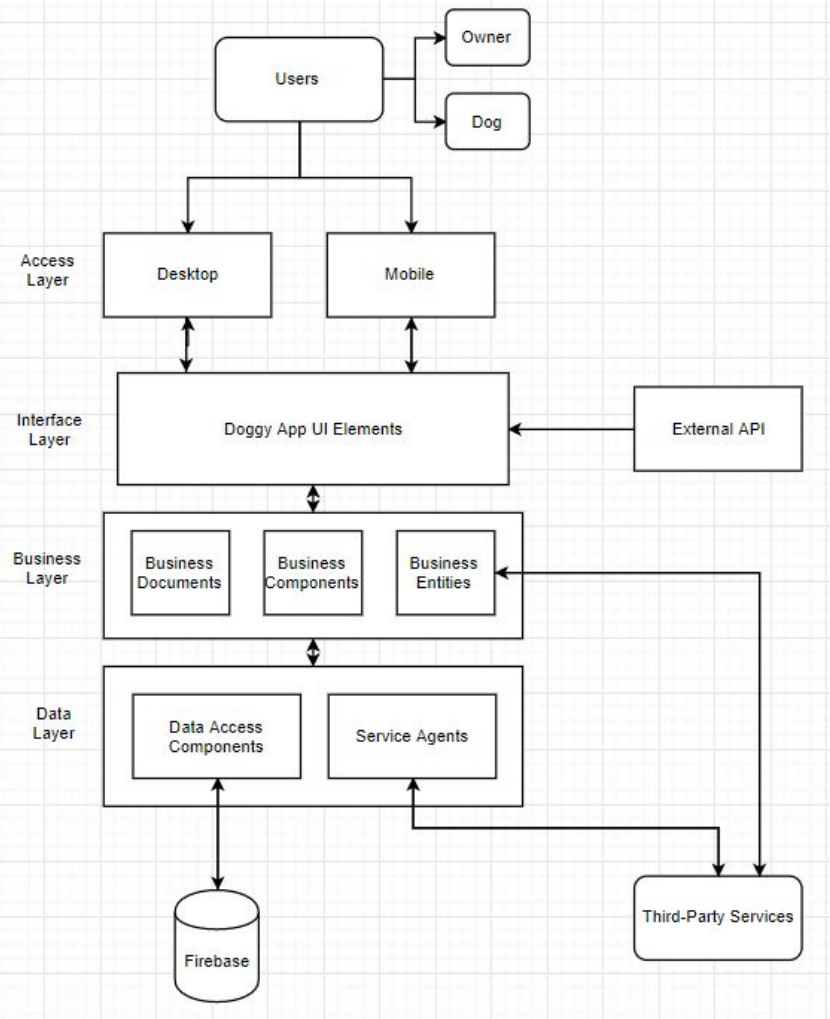 Owner
Users
Dog
Access
Layer
Desktop
Mobile
Interface
Layer
Doggy App UI Elements
External API
Business
Layer
Business
Documents
Business
Components
Business
Entities
Data
Layer
Data Access
Components
Service Agents
Third-Party Services
Firebase